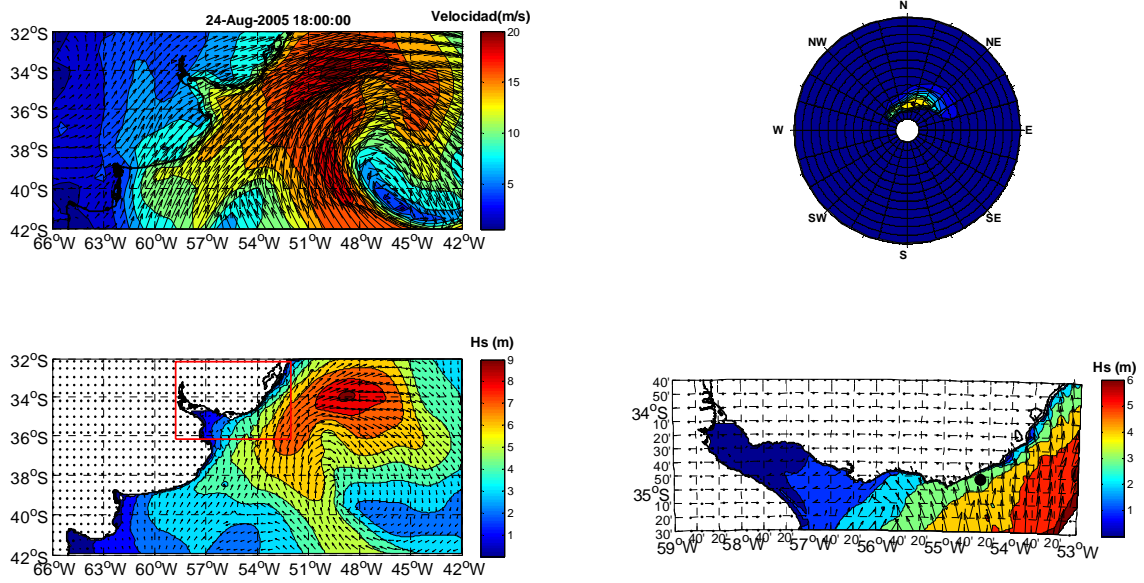 24-Aug-2005 18:00:00
Velocidad(m/s)
32°S
34°S
36°S
38°S
40°S
42°S
66°W 63°W 60°W 57°W 54°W 51°W 48°W 45°W 42°W
20
15
10
5
N
NW
NE
W
E
SW
SE
S
Hs (m)
32°S
34°S
36°S
38°S
40°S
42°S
66°W 63°W 60°W 57°W 54°W 51°W 48°W 45°W 42°W
9
8
7
6
5
4
3
2
1
Hs (m)
40'
50'
34°S
10'
20'
30'
40'
50'
35°S
10'
20'
30'
59°W 40' 20' 58°W 40' 20' 57°W 40' 20' 56°W 40' 20' 55°W 40' 20' 54°W 40' 20' 53°W
6
5
4
3
2
1